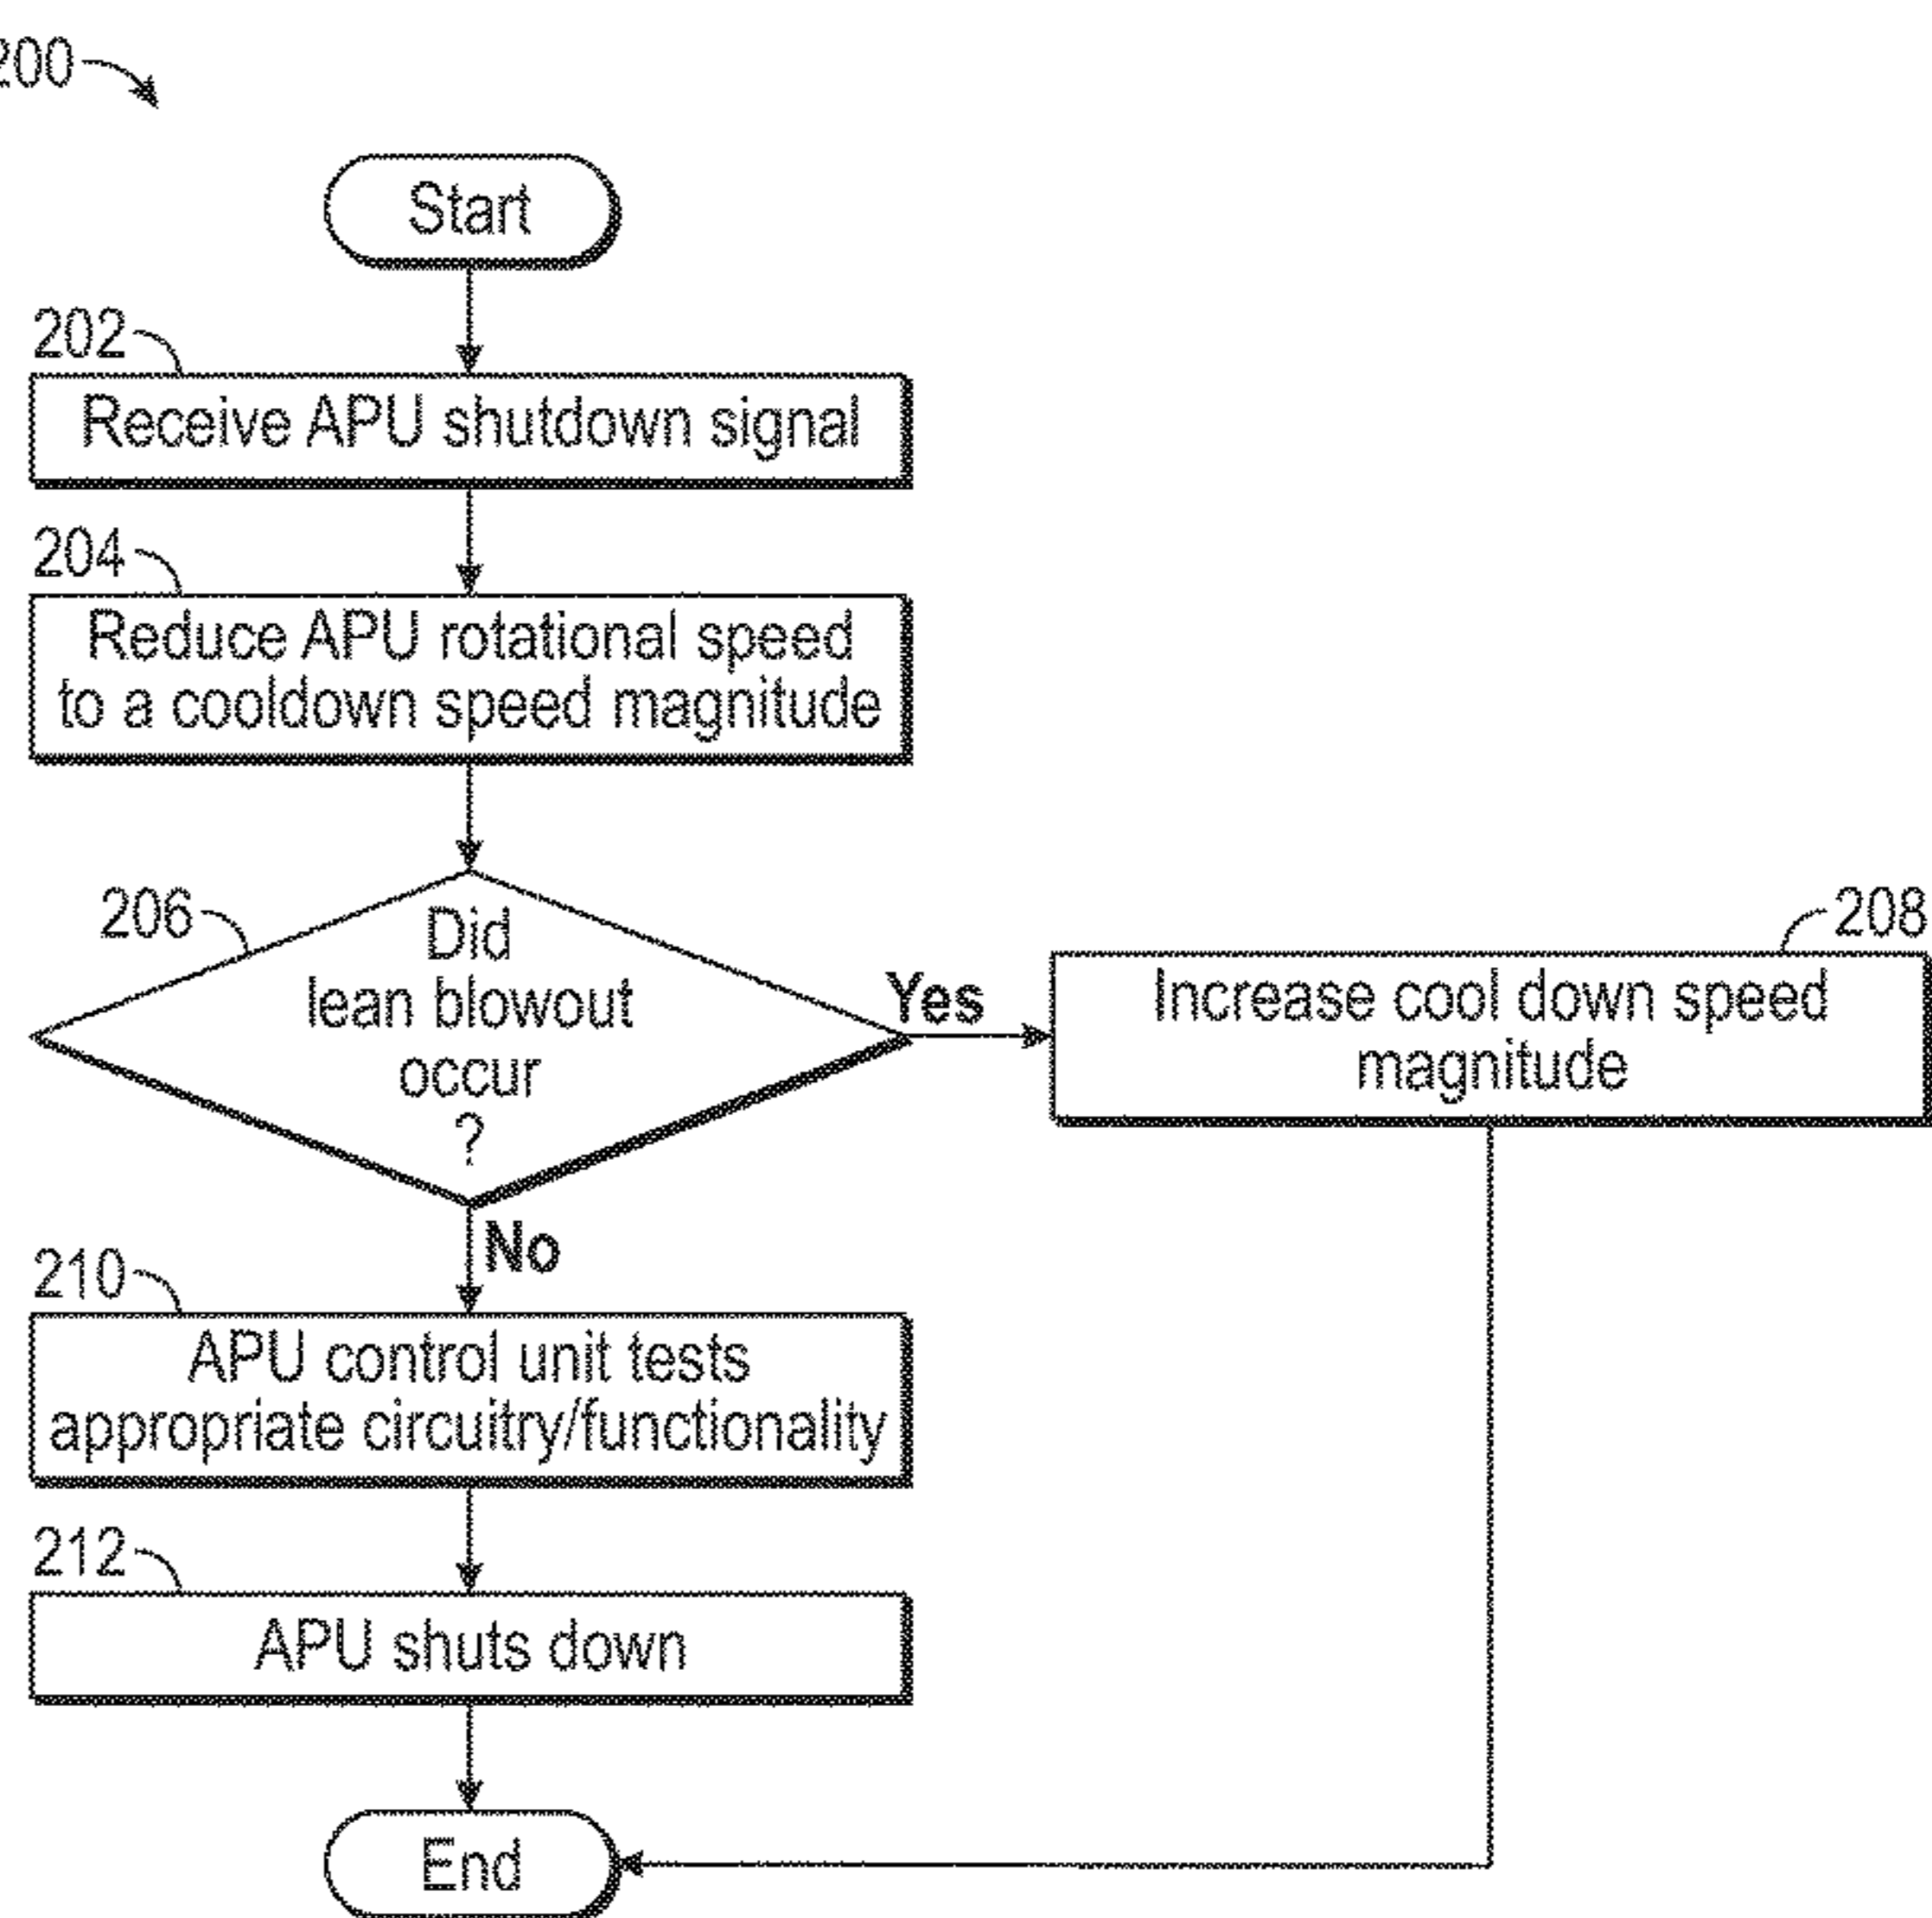 200
Start
202
Receive APU shutdown signal
204
Reduce APU rotational speed
to a cooldown speed magnitude
206
Did
lean blowout
occur
?
Yes
208
Increase cool down speed
magnitude
No
210
APU control unit tests
appropriate circuitry/functionality
212
APU shuts down
End